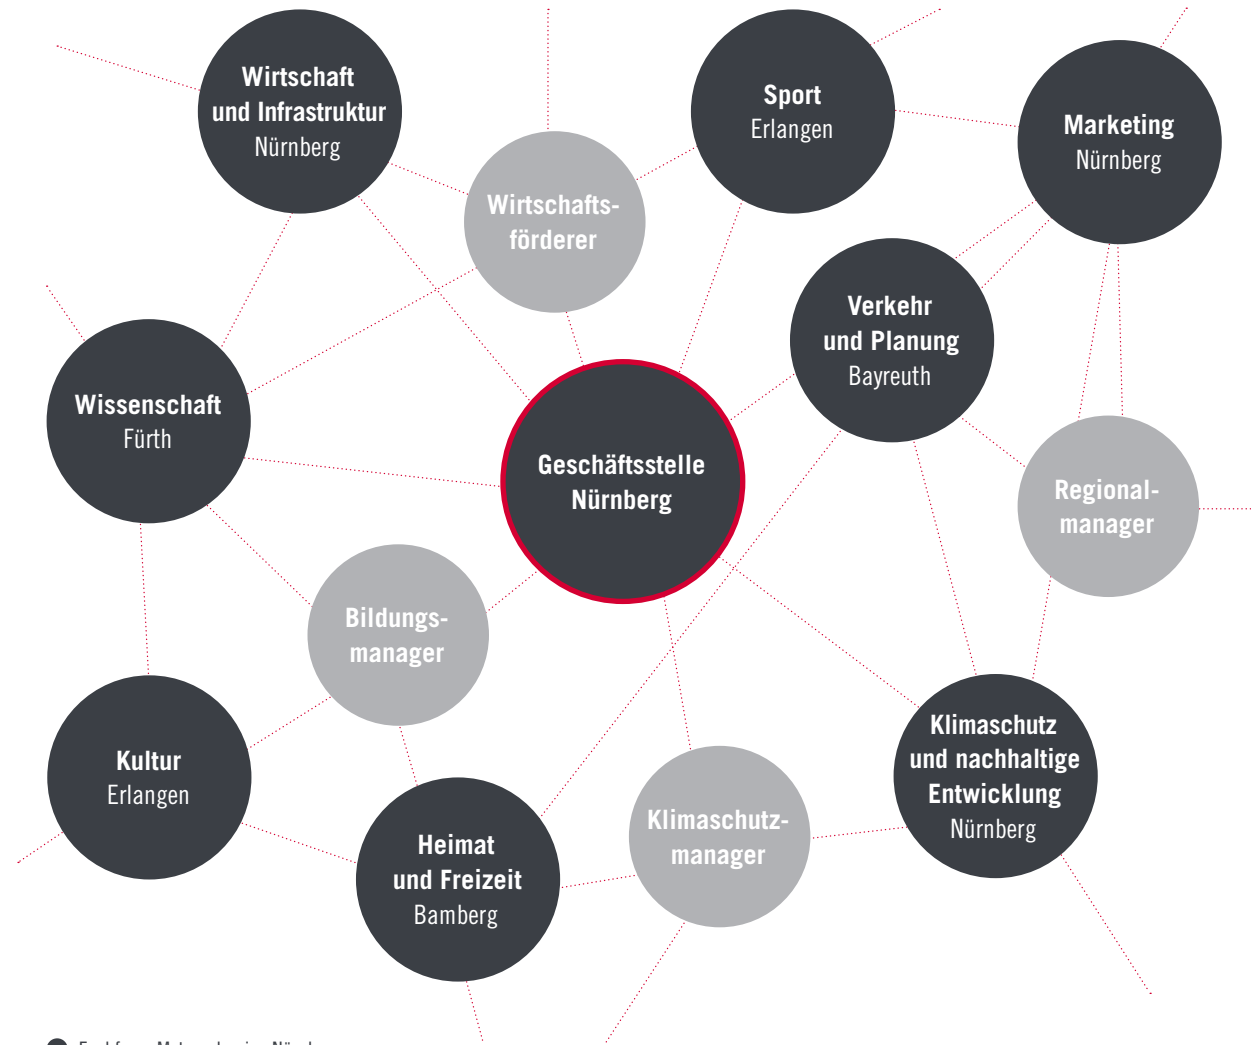 Wirtschaft
und Infrastruktur
Nürnberg
Sport
Erlangen
Marketing
Nürnberg
Wirtschafts-
förderer
Verkehr
und Planung
Bayreuth
Wissenschaft
Fürth
Geschäftsstelle
Nürnberg
Regional-
manager
Bildungs-
manager
Kultur
Erlangen
Klimaschutz
und nachhaltige
Entwicklung
Nürnberg
Klimaschutz-
manager
Heimat
und Freizeit
Bamberg